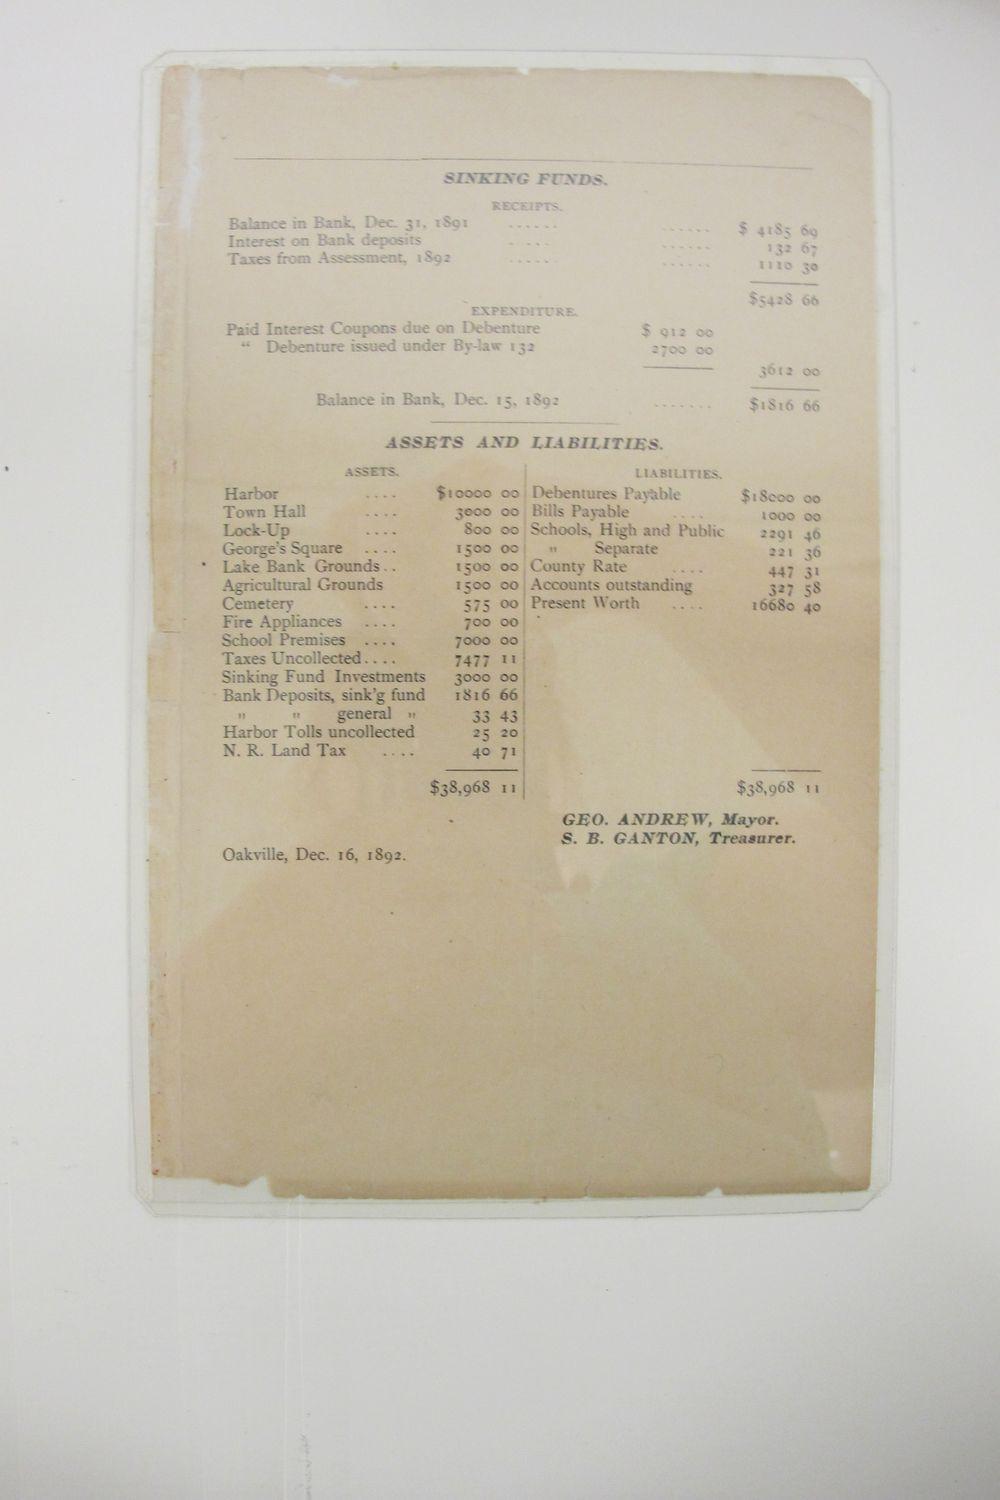 SINKING FUNDS.
RECEIPTS.
Balance in Bank, Dec. 31, 1891 ...... ...... $ 4185 69
Interest on Bank deposits ..... ...... 132 67
Taxes from Assessment, 1892 ..... ...... 1110 30
$5428 66
EXPENDITURE.
Paid Interest Coupons due on Debenture $ 912 00
“ Debenture issued under By-law 132 2700 00
3612 00
Balance in Bank, Dec. 15, 1892 ....... $1816 66
ASSETS AND LIABILITIES.
ASSETS.
Harbor .... $10000 00
Town Hall .... 3000 00
Lock-Up .... 800 00
George's Square .... 1500 00
Lake Bank Grounds.. 1500 00
Agricultural Grounds 1500 00
Cemetery .... 575 00
Fire Appliances .... 700 00
School Premises .... 7000 00
Taxes Uncollected.... 7477 11
Sinking Fund Investments 3000 00
Bank Deposits, sink'g fund 1816 66
" " general " 33 43
Harbor Tolls uncollected 25 20
N. R. Land Tax .... 40 71
$38,968 11
LIABILITIES.
Debentures Payable $18000 00
Bills Payable .... 1000 00
Schools, High and Public 2291 46
" Separate 221 36
County Rate .... 447 31
Accounts outstanding 327 58
Present Worth .... 16680 40
$38,968 11
GEO. ANDREW, Mayor.
S. B. GANTON, Treasurer.
Oakville, Dec. 16, 1892.